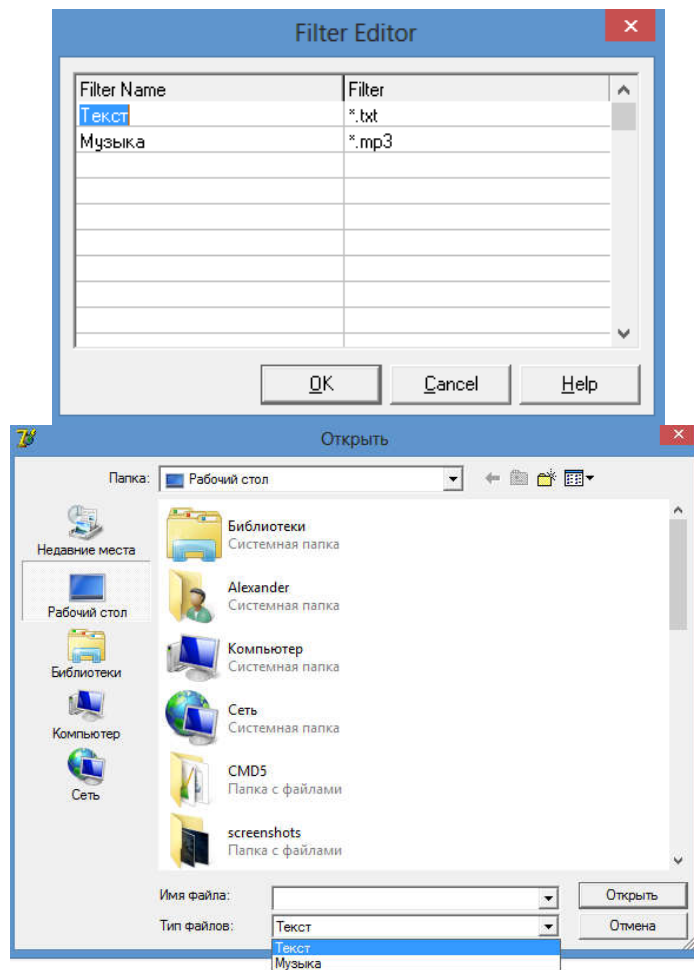 Filter Editor
Filter Name Filter
Текст *.txt
Музыка *.mp3
OK Cancel Help
Открыть
Папка: Рабочий стол
Недавние места
Рабочий стол
Библиотеки
Компьютер
Сеть
Библиотеки
Системная папка
Alexander
Системная папка
Компьютер
Системная папка
Сеть
Системная папка
CMD5
Папка с файлами
screenshots
Папка с файлами
Имя файла: Открыть
Тип файлов: Текст Отмена
Текст
Музыка